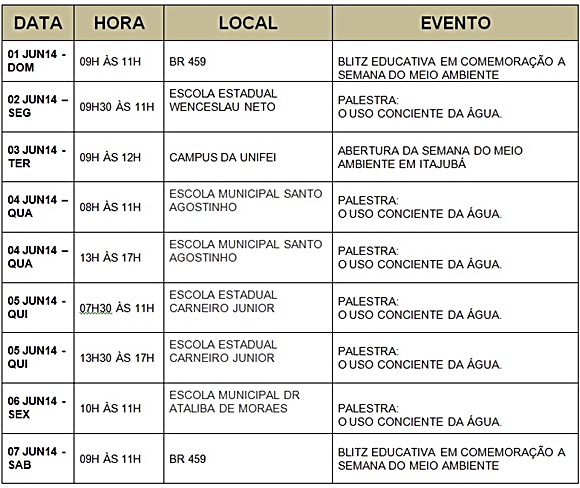 DATA HORA LOCAL EVENTO
01 JUN14 -
DOM
09H ÀS 11H
BR 459
BLITZ EDUCATIVA EM COMEMORAÇÃO A
SEMANA DO MEIO AMBIENTE
02 JUN14 –
SEG
09H30 ÀS 11H
ESCOLA ESTADUAL
WENCESLAU NETO
PALESTRA:
O USO CONCIENTE DA ÁGUA.
03 JUN14 -
TER
09H ÀS 12H
CAMPUS DA UNIFEI
ABERTURA DA SEMANA DO MEIO
AMBIENTE EM ITAJUBÁ
04 JUN14 –
QUA
08H ÀS 11H
ESCOLA MUNICIPAL SANTO
AGOSTINHO
PALESTRA:
O USO CONCIENTE DA ÁGUA.
04 JUN14 –
QUA
13H ÀS 17H
ESCOLA MUNICIPAL SANTO
AGOSTINHO
PALESTRA:
O USO CONCIENTE DA ÁGUA.
05 JUN14 -
QUI
07H30 ÀS 11H
ESCOLA ESTADUAL
CARNEIRO JUNIOR
PALESTRA:
O USO CONCIENTE DA ÁGUA.
05 JUN14 -
QUI
13H30 ÀS 17H
ESCOLA ESTADUAL
CARNEIRO JUNIOR
PALESTRA:
O USO CONCIENTE DA ÁGUA.
06 JUN14 -
SEX
10H ÀS 11H
ESCOLA MUNICIPAL DR
ATALIBA DE MORAES
PALESTRA:
O USO CONCIENTE DA ÁGUA.
07 JUN14 -
SAB
09H ÀS 11H
BR 459
BLITZ EDUCATIVA EM COMEMORAÇÃO A
SEMANA DO MEIO AMBIENTE